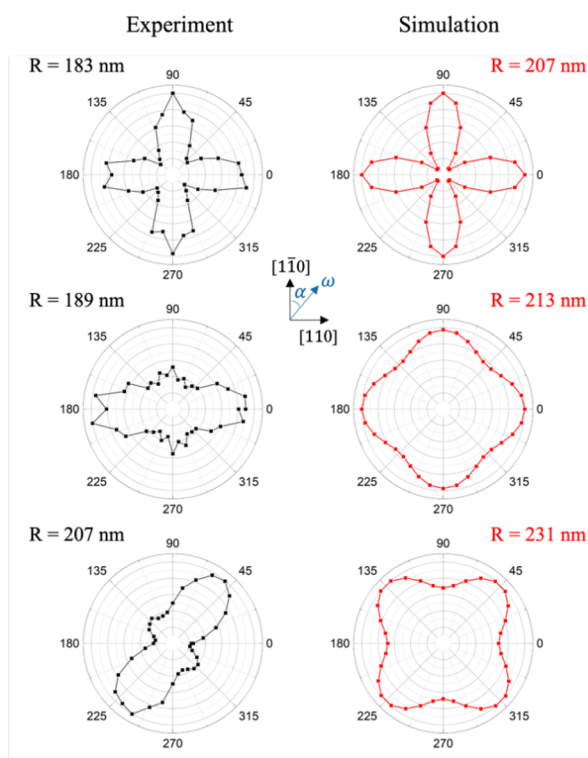 Experiment Simulation
R = 183 nm R = 207 nm
90 90
135 45 135 45
180 0 180 0
225 315 225 315
270 270
[11̅0]
α ω
[110]
R = 189 nm R = 213 nm
90 90
135 45 135 45
180 0 180 0
225 315 225 315
270 270
R = 207 nm R = 231 nm
90 90
135 45 135 45
180 0 180 0
225 315 225 315
270 270